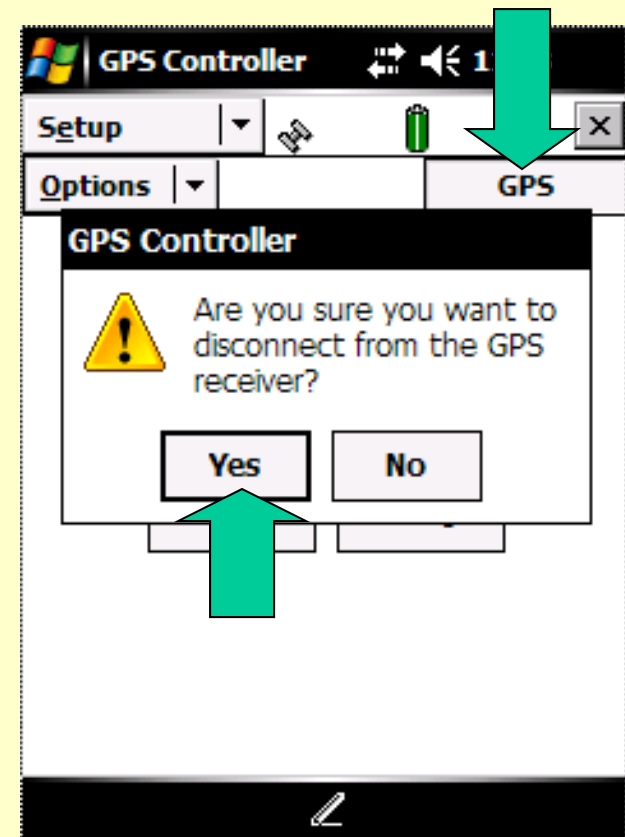 GPS Controller
Setup
Options GPS
GPS Controller
Are you sure you want to
disconnect from the GPS
receiver?
Yes No